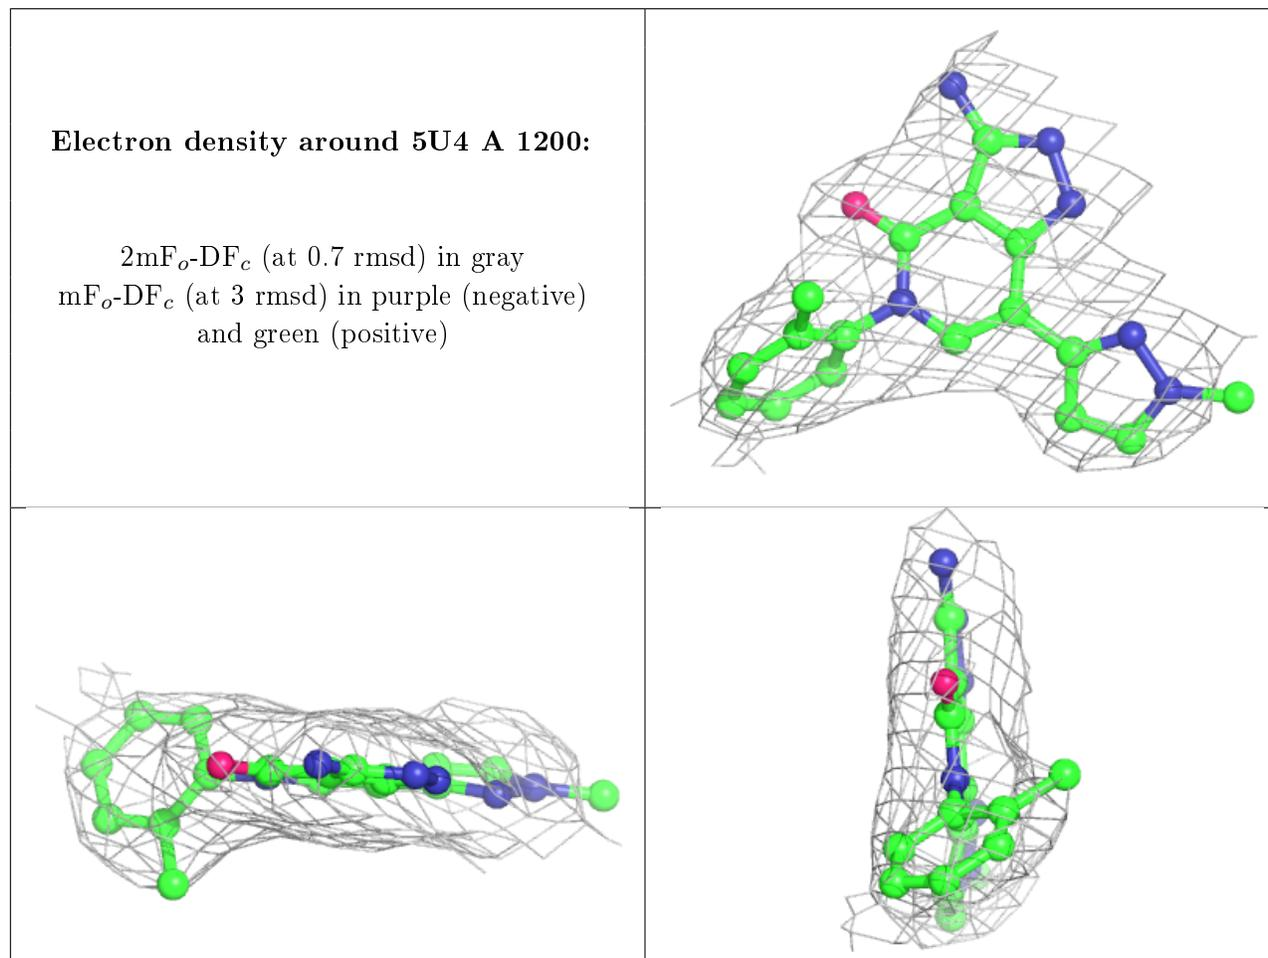 Electron density around 5U4 A 1200:
2mFo-DFc (at 0.7 rmsd) in gray
mFo-DFc (at 3 rmsd) in purple (negative)
and green (positive)